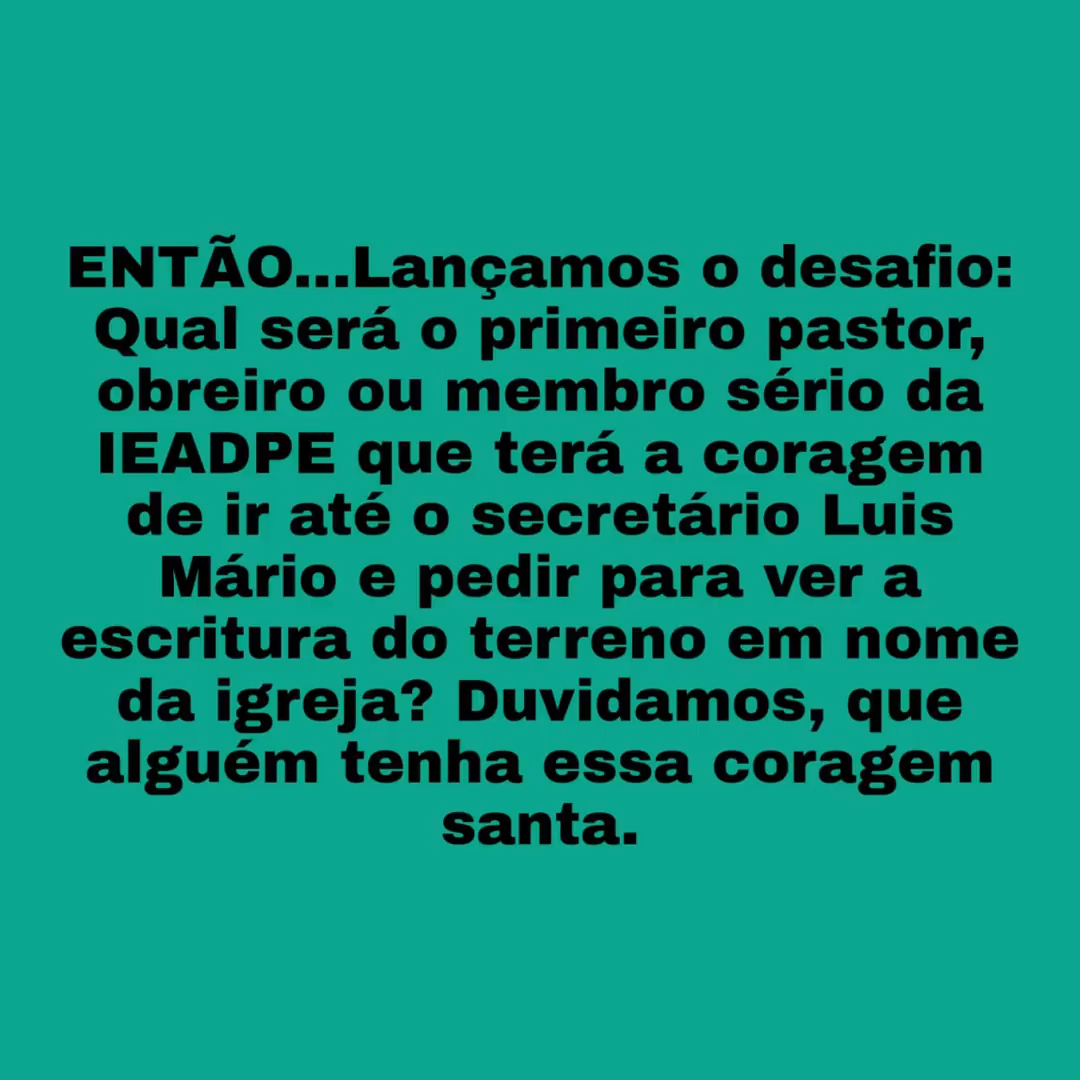 ENTÃO...Lançamos o desafio:
Qual será o primeiro pastor,
obreiro ou membro sério da
IEADPE que terá a coragem
de ir até o secretário Luis
Mário e pedir para ver a
escritura do terreno em nome
da igreja? Duvidamos, que
alguém tenha essa coragem
santa.